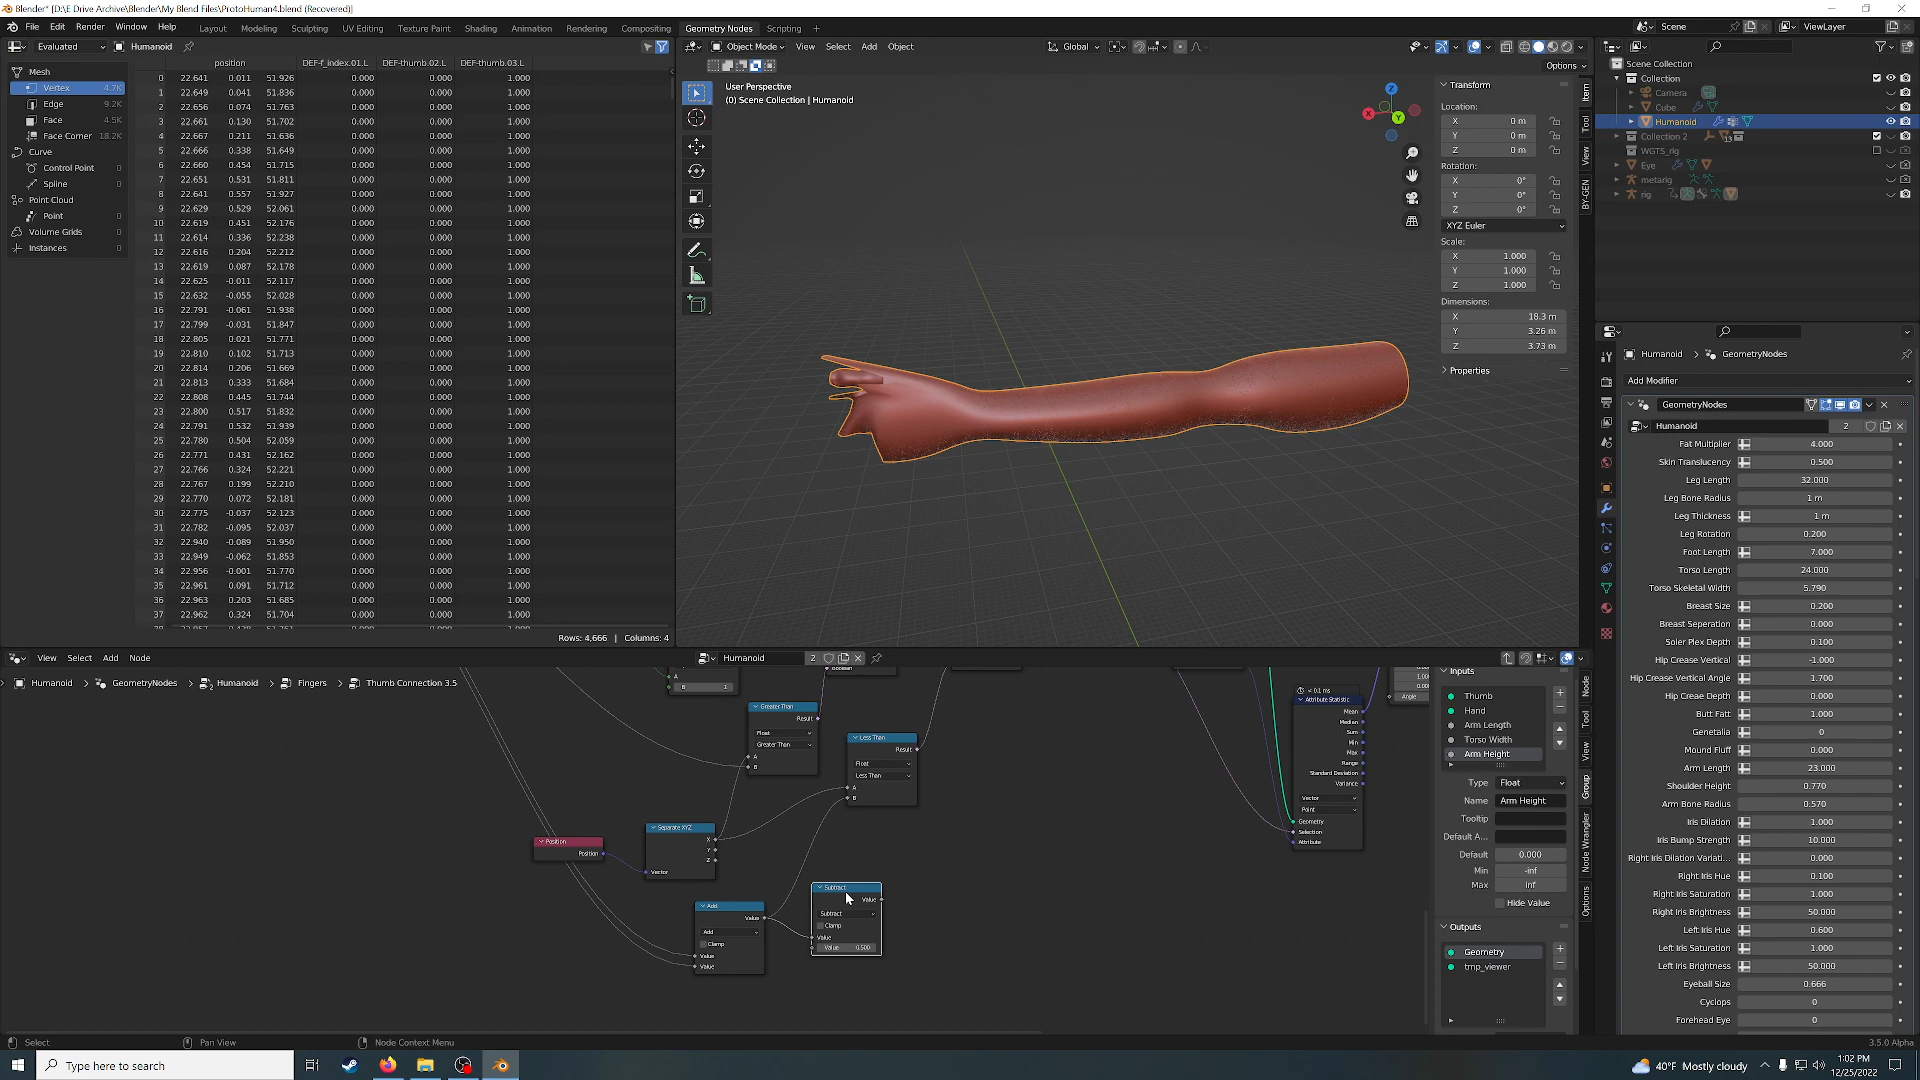 Blender* [D:\E Drive Archive\Blender\My Blend Files\ProtoHuman4.blend (Recovered)]
File Edit Render Window Help Layout Modeling Sculpting UV Editing Texture Paint Shading Animation Rendering Compositing Geometry Nodes Scripting + Scene ViewLayer
Evaluated Humanoid
Object Mode View Select Add Object Global
Options
position DEF-f_index.01.L DEF-thumb.02.L DEF-thumb.03.L
Mesh
Vertex 4.7K
Edge 9.2K
Face 4.5K
Face Corner 18.2K
Curve
Control Point 0
Spline 0
Point Cloud
Point 0
Volume Grids 0
Instances 0
0 22.641 0.011 51.926 0.000 0.000 1.000
1 22.649 0.041 51.836 0.000 0.000 1.000
2 22.656 0.074 51.763 0.000 0.000 1.000
3 22.661 0.130 51.702 0.000 0.000 1.000
4 22.667 0.211 51.636 0.000 0.000 1.000
5 22.666 0.338 51.649 0.000 0.000 1.000
6 22.660 0.454 51.715 0.000 0.000 1.000
7 22.651 0.531 51.811 0.000 0.000 1.000
8 22.641 0.557 51.927 0.000 0.000 1.000
9 22.629 0.529 52.061 0.000 0.000 1.000
10 22.619 0.451 52.176 0.000 0.000 1.000
11 22.614 0.336 52.238 0.000 0.000 1.000
12 22.616 0.204 52.212 0.000 0.000 1.000
13 22.619 0.087 52.178 0.000 0.000 1.000
14 22.625 -0.011 52.117 0.000 0.000 1.000
15 22.632 -0.055 52.028 0.000 0.000 1.000
16 22.791 -0.061 51.938 0.000 0.000 1.000
17 22.799 -0.031 51.847 0.000 0.000 1.000
18 22.805 0.021 51.771 0.000 0.000 1.000
19 22.810 0.102 51.713 0.000 0.000 1.000
20 22.814 0.206 51.669 0.000 0.000 1.000
21 22.813 0.333 51.684 0.000 0.000 1.000
22 22.808 0.445 51.744 0.000 0.000 1.000
23 22.800 0.517 51.832 0.000 0.000 1.000
24 22.791 0.532 51.939 0.000 0.000 1.000
25 22.780 0.504 52.059 0.000 0.000 1.000
26 22.771 0.431 52.162 0.000 0.000 1.000
27 22.766 0.324 52.221 0.000 0.000 1.000
28 22.767 0.199 52.210 0.000 0.000 1.000
29 22.770 0.072 52.181 0.000 0.000 1.000
30 22.775 -0.037 52.123 0.000 0.000 1.000
31 22.782 -0.095 52.037 0.000 0.000 1.000
32 22.940 -0.089 51.950 0.000 0.000 1.000
33 22.949 -0.062 51.853 0.000 0.000 1.000
34 22.956 -0.001 51.770 0.000 0.000 1.000
35 22.961 0.091 51.712 0.000 0.000 1.000
36 22.963 0.203 51.685 0.000 0.000 1.000
37 22.962 0.324 51.704 0.000 0.000 1.000
Rows: 4,666 | Columns: 4
User Perspective
(0) Scene Collection | Humanoid
X
Y
Z
Transform
Location:
X 0 m
Y 0 m
Z 0 m
Rotation:
X 0°
Y 0°
Z 0°
XYZ Euler
Scale:
X 1.000
Y 1.000
Z 1.000
Dimensions:
X 18.3 m
Y 3.26 m
Z 3.73 m
Properties
Item
Tool
View
BY-GEN
Scene Collection
Collection
Camera
Cube
Humanoid
Collection 2 13
WGTS_rig
Eye
metarig
rig
Humanoid > GeometryNodes
Add Modifier
GeometryNodes
Humanoid 2
Fat Multiplier 4.000
Skin Translucency 0.500
Leg Length 32.000
Leg Bone Radius 1 m
Leg Thickness 1 m
Leg Rotation 0.200
Foot Length 7.000
Torso Length 24.000
Torso Skeletal Width 5.790
Breast Size 0.200
Breast Seperation 0.000
Soler Plex Depth 0.100
Hip Crease Vertical -1.000
Hip Crease Vertical Angle 1.700
Hip Creae Depth 0.000
Butt Fatt 1.000
Genetalia 0
Mound Fluff 0.000
Arm Length 23.000
Shoulder Height 0.770
Arm Bone Radius 0.570
Iris Dilation 1.000
Iris Bump Strength 10.000
Right Iris Dilation Variati... 0.000
Right Iris Hue 0.100
Right Iris Saturation 1.000
Right Iris Brightness 50.000
Left Iris Hue 0.600
Left Iris Saturation 1.000
Left Iris Brightness 50.000
Eyeball Size 0.666
Cyclops 0
Forehead Eye 0
View Select Add Node Humanoid 2
Humanoid > GeometryNodes > Humanoid > Fingers > Thumb Connection 3.5
A
B 1
Boolean
Greater Than
Result
Float
Greater Than
A
B
Less Than
Result
Float
Less Than
A
B
Position
Position
Separate XYZ
X
Y
Z
Vector
Add
Value
Add
Clamp
Value
Value
Subtract
Value
Subtract
Clamp
Value
Value 0.500
< 0.1 ms
Attribute Statistic
Mean
Median
Sum
Min
Max
Range
Standard Deviation
Variance
Vector
Point
Geometry
Selection
Attribute
Angle
Inputs
Thumb
Hand
Arm Length
Torso Width
Arm Height
Type Float
Name Arm Height
Tooltip
Default A...
Default 0.000
Min -inf
Max inf
Hide Value
Outputs
Geometry
tmp_viewer
Node
Tool
View
Group
Node Wrangler
Options
Select Pan View Node Context Menu 3.5.0 Alpha
Type here to search
40°F Mostly cloudy
1:02 PM
12/25/2022